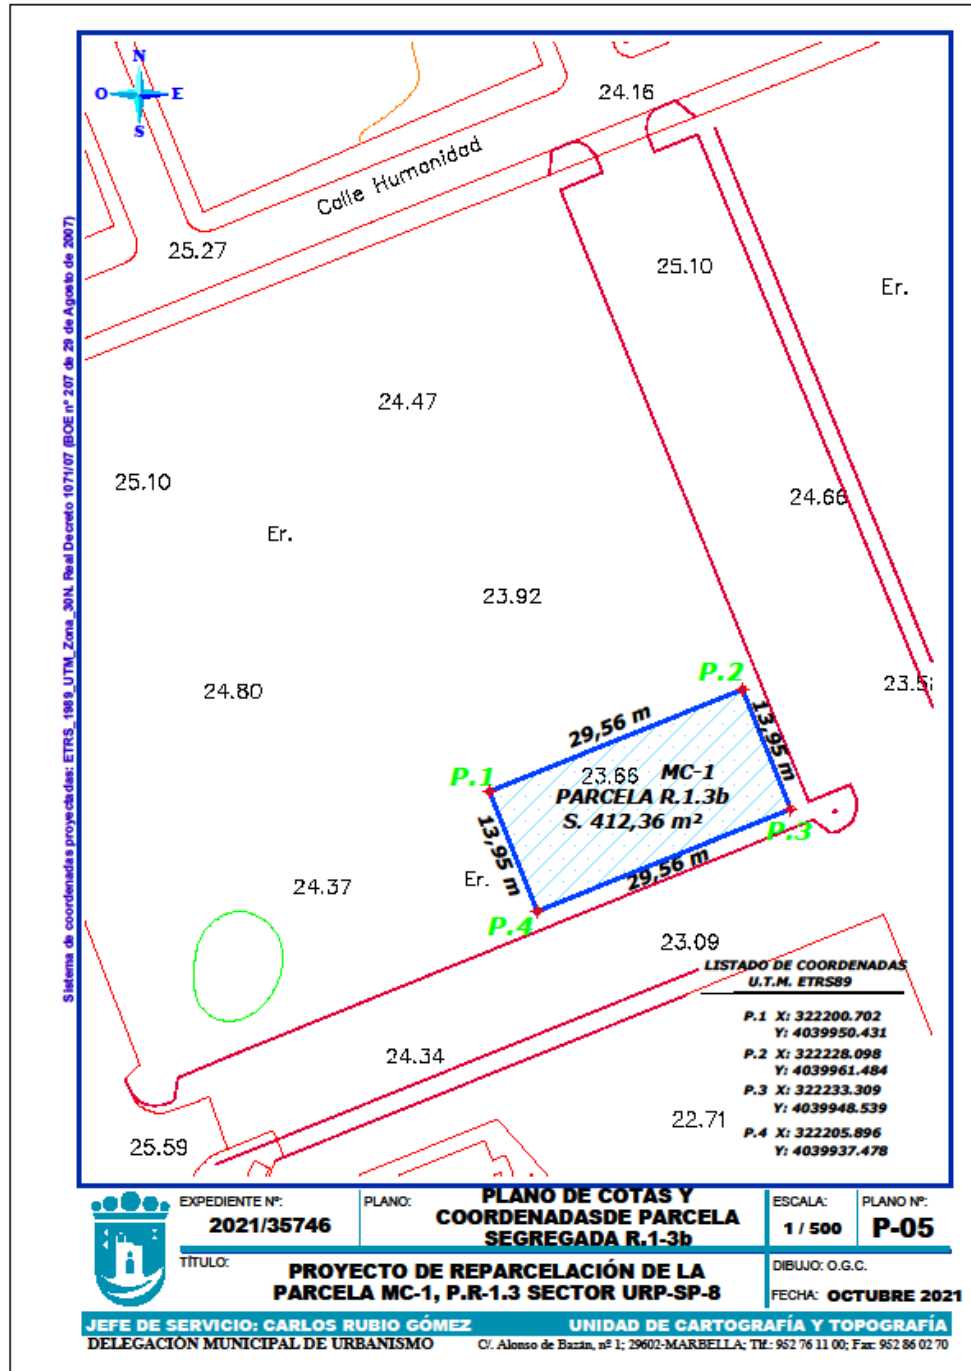 N
O E
S
24.16
Calle Humanidad
25.27
25.10
Er.
24.47
25.10
24.66
Er.
23.92
24.80
23.5
P.2
29,56 m
13,95 m
P.1
23.66 MC-1
PARCELA R.1.3b
S. 412,36 m²
13,95 m
P.3
29,56 m
Er.
24.37
P.4
23.09
LISTADO DE COORDENADAS
U.T.M. ETRS89
P.1 X: 322200.702
Y: 4039950.431
P.2 X: 322228.098
Y: 4039961.484
P.3 X: 322233.309
Y: 4039948.539
P.4 X: 322205.896
Y: 4039937.478
24.34
22.71
25.59
Sistema de coordenadas proyectadas: ETRS_1989_UTM_Zona_30N. Real Decreto 1071/07 (BOE nº 207 de 29 de Agosto de 2007)
EXPEDIENTE Nº:
2021/35746
PLANO:
PLANO DE COTAS Y
COORDENADASDE PARCELA
SEGREGADA R.1-3b
ESCALA:
1 / 500
PLANO Nº:
P-05
TÍTULO:
PROYECTO DE REPARCELACIÓN DE LA
PARCELA MC-1, P.R-1.3 SECTOR URP-SP-8
DIBUJO: O.G.C.
FECHA: OCTUBRE 2021
JEFE DE SERVICIO: CARLOS RUBIO GÓMEZ UNIDAD DE CARTOGRAFÍA Y TOPOGRAFÍA
DELEGACIÓN MUNICIPAL DE URBANISMO C/. Alonso de Bazán, nº 1; 29602-MARBELLA; Tlf.: 952 76 11 00; Fax: 952 86 02 70